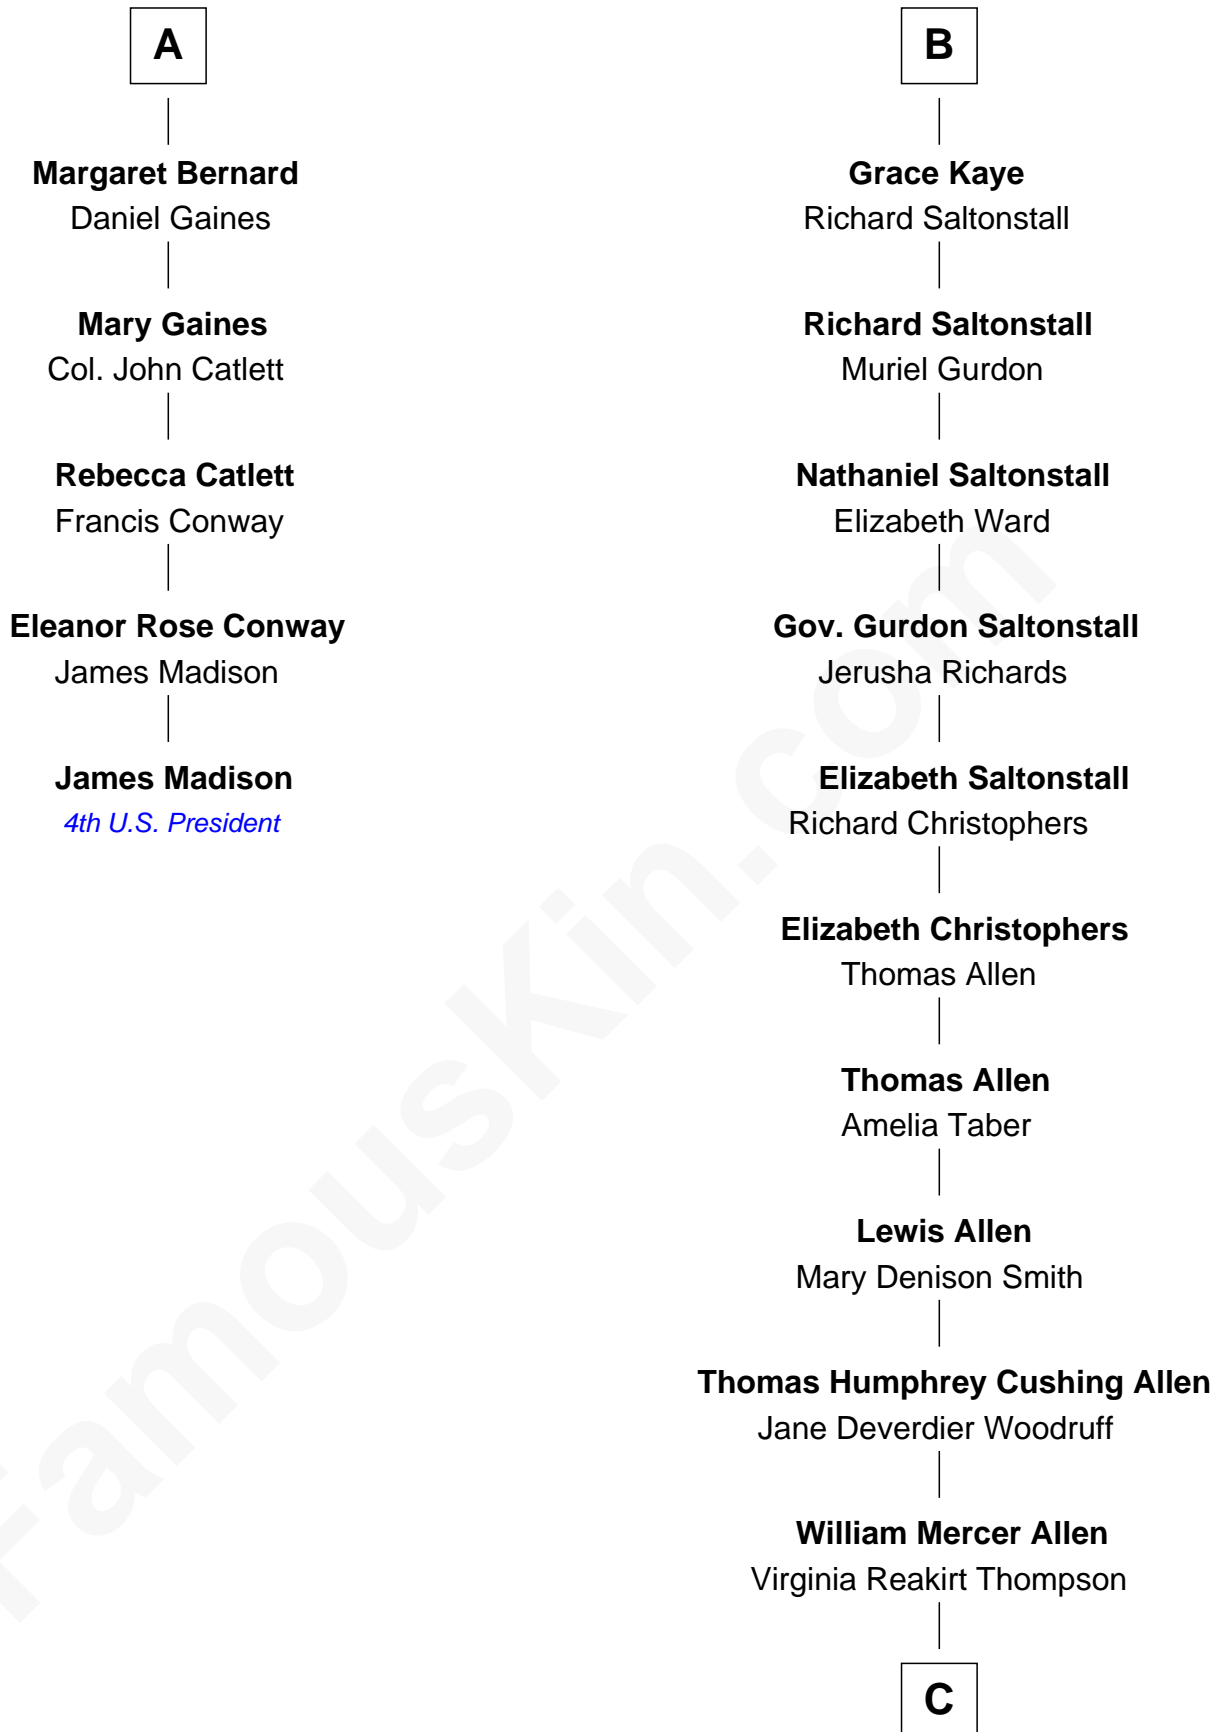 A
Margaret Bernard
Daniel Gaines
Mary Gaines
Col. John Catlett
Rebecca Catlett
Francis Conway
Eleanor Rose Conway
James Madison
James Madison
4th U.S. President
B
Grace Kaye
Richard Saltonstall
Richard Saltonstall
Muriel Gurdon
Nathaniel Saltonstall
Elizabeth Ward
Gov. Gurdon Saltonstall
Jerusha Richards
Elizabeth Saltonstall
Richard Christophers
Elizabeth Christophers
Thomas Allen
Thomas Allen
Amelia Taber
Lewis Allen
Mary Denison Smith
Thomas Humphrey Cushing Allen
Jane Deverdier Woodruff
William Mercer Allen
Virginia Reakirt Thompson
C
FamousKin.com